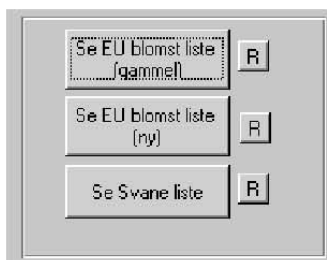 Se EU blomst liste
(gammel)
R
Se EU blomst liste
(ny)
R
Se Svane liste
R